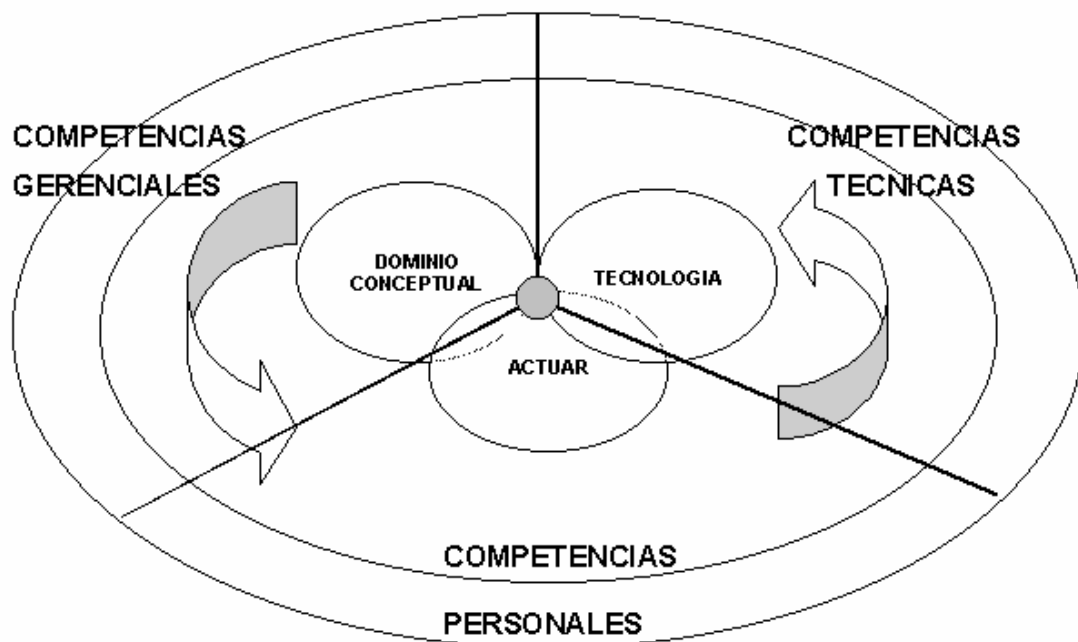 COMPETENCIAS
GERENCIALES
COMPETENCIAS
TECNICAS
DOMINIO
CONCEPTUAL
TECNOLOGIA
ACTUAR
COMPETENCIAS
PERSONALES